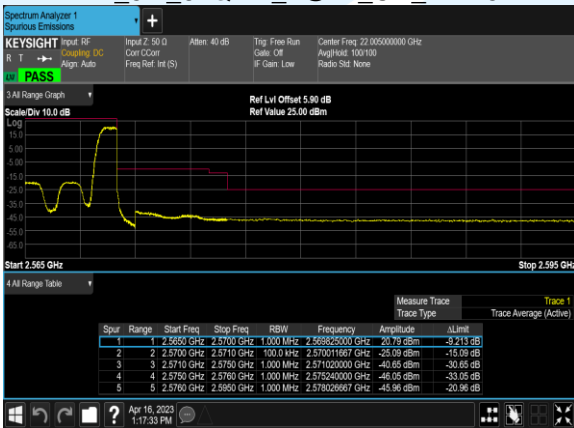 Spectrum Analyzer 1
Spurious Emissions
+
KEYSIGHT Input: RF Input Z: 50 Ω Atten: 40 dB Trig: Free Run Center Freq: 22.005000000 GHz
R T Coupling: DC Corr CCorr Gate: Off Avg|Hold: 100/100
Align: Auto Freq Ref: Int (S) IF Gain: Low Radio Std: None
PASS
3 All Range Graph
Ref Lvl Offset 5.90 dB
Scale/Div 10.0 dB Ref Value 25.00 dBm
Log
15.0
5.00
-5.00
-15.0
-25.0
-35.0
-45.0
-55.0
-65.0
Start 2.565 GHz Stop 2.595 GHz
4 All Range Table
Measure Trace Trace 1
Trace Type Trace Average (Active)
Spur Range Start Freq Stop Freq RBW Frequency Amplitude ΔLimit
1 1 2.5650 GHz 2.5700 GHz 1.000 MHz 2.569825000 GHz 20.79 dBm -9.213 dB
2 2 2.5700 GHz 2.5710 GHz 100.0 kHz 2.570011667 GHz -25.09 dBm -15.09 dB
3 3 2.5710 GHz 2.5750 GHz 1.000 MHz 2.571020000 GHz -40.65 dBm -30.65 dB
4 4 2.5750 GHz 2.5760 GHz 1.000 MHz 2.575240000 GHz -46.05 dBm -33.05 dB
5 5 2.5760 GHz 2.5950 GHz 1.000 MHz 2.578026667 GHz -45.96 dBm -20.96 dB
? Apr 16, 2023
1:17:33 PM